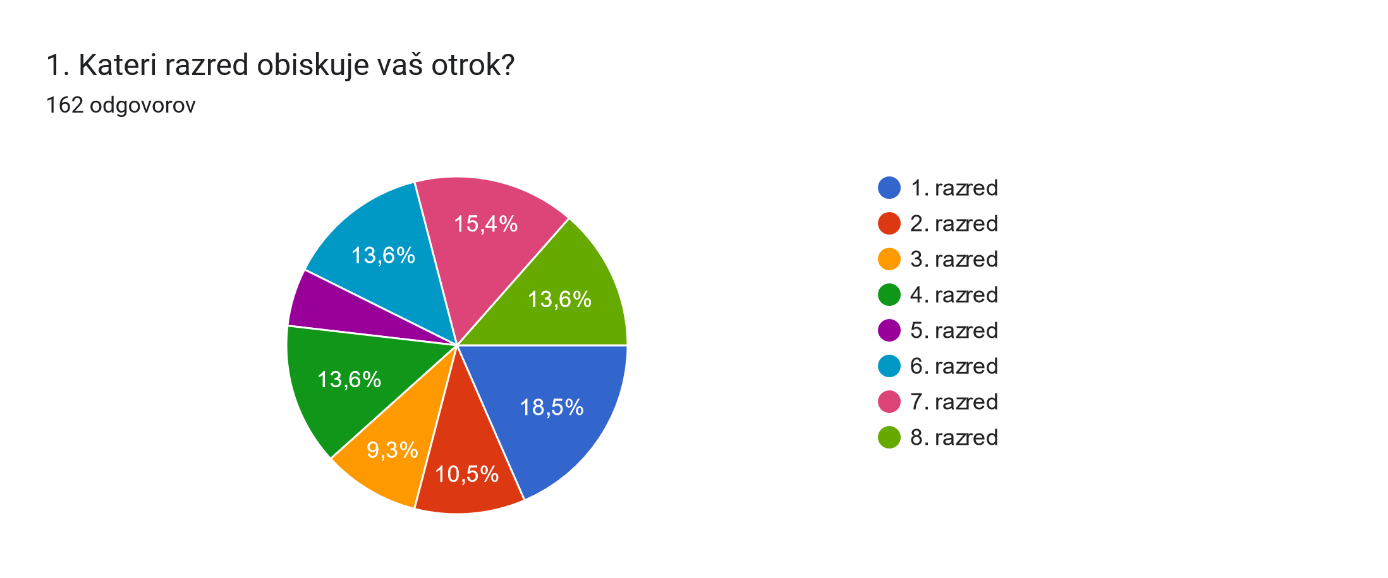 1. Kateri razred obiskuje vaš otrok?
162 odgovorov
15,4%
13,6%
13,6%
13,6%
18,5%
9,3%
10,5%
1. razred
2. razred
3. razred
4. razred
5. razred
6. razred
7. razred
8. razred